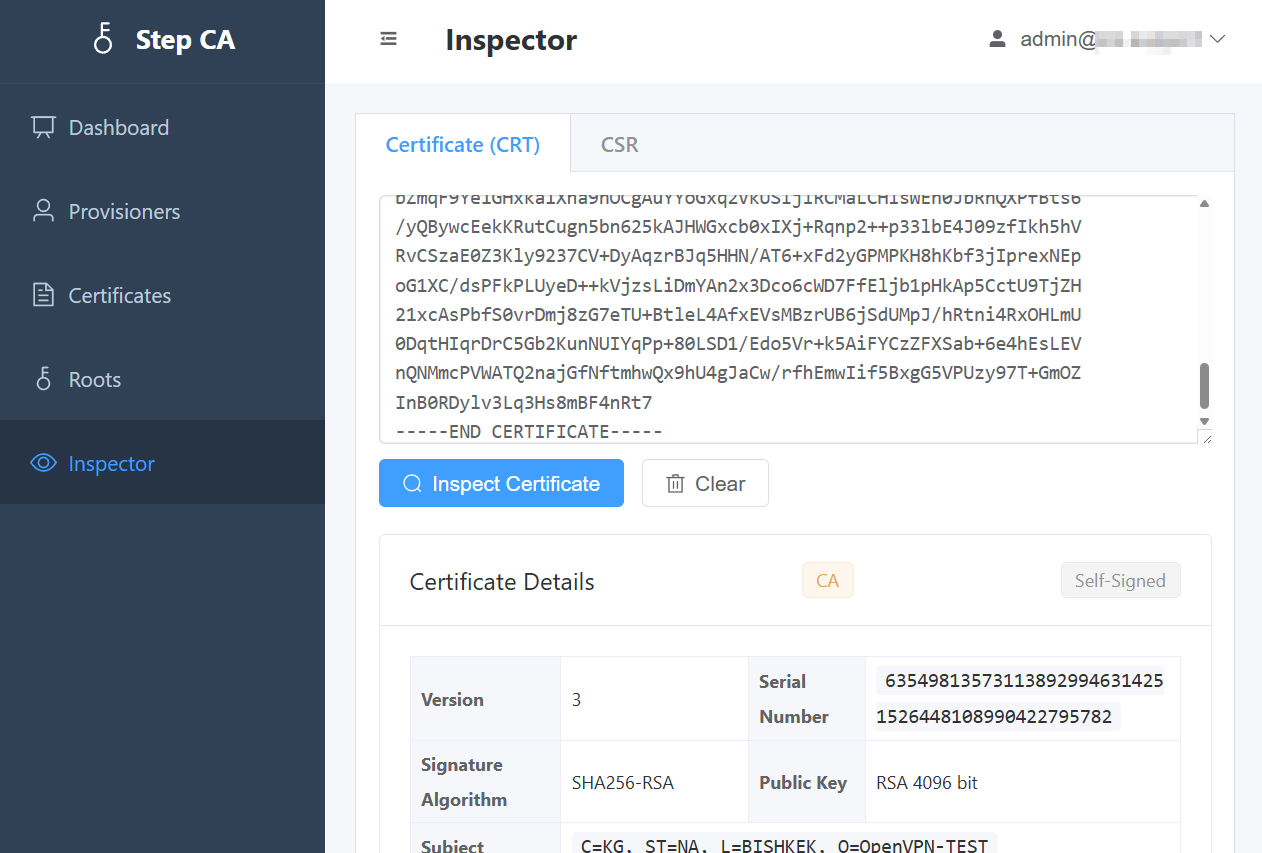 Step CA
Inspector
admin@
Dashboard
Provisioners
Certificates
Roots
Inspector
Certificate (CRT)
CSR
/yQBywcEekKRutCugn5bn625kAJHWGxcb0xIXj+Rqnp2++p33lbE4J09zfIkh5hV
RvCSzaE0Z3Kly9237CV+DyAqzrBJq5HHN/AT6+xFd2yGPMPKH8hKbf3jIprexNEp
oG1XC/dsPFkPLUyeD++kVjzsLiDmYAn2x3Dco6cWD7FfEljb1pHkAp5CctU9TjZH
21xcAsPbfS0vrDmj8zG7eTU+BtleL4AfxEVsMBzrUB6jSdUMpJ/hRtni4RxOHLmU
0DqtHIqrDrC5Gb2KunNUIYqPp+80LSD1/Edo5Vr+k5AiFYCzZFXSab+6e4hEsLEV
nQNMmcPVWATQ2najGfNftmhwQx9hU4gJaCw/rfhEmwIif5BxgG5VPUzy97T+GmOZ
InB0RDylv3Lq3Hs8mBF4nRt7
-----END CERTIFICATE-----
Inspect Certificate
Clear
Certificate Details
CA
Self-Signed
Version
3
Serial
Number
63549813573113892994631425
1526448108990422795782
Signature
Algorithm
SHA256-RSA
Public Key
RSA 4096 bit
Subject
C=KG, ST=NA, L=BISHKEK, O=OpenVPN-TEST